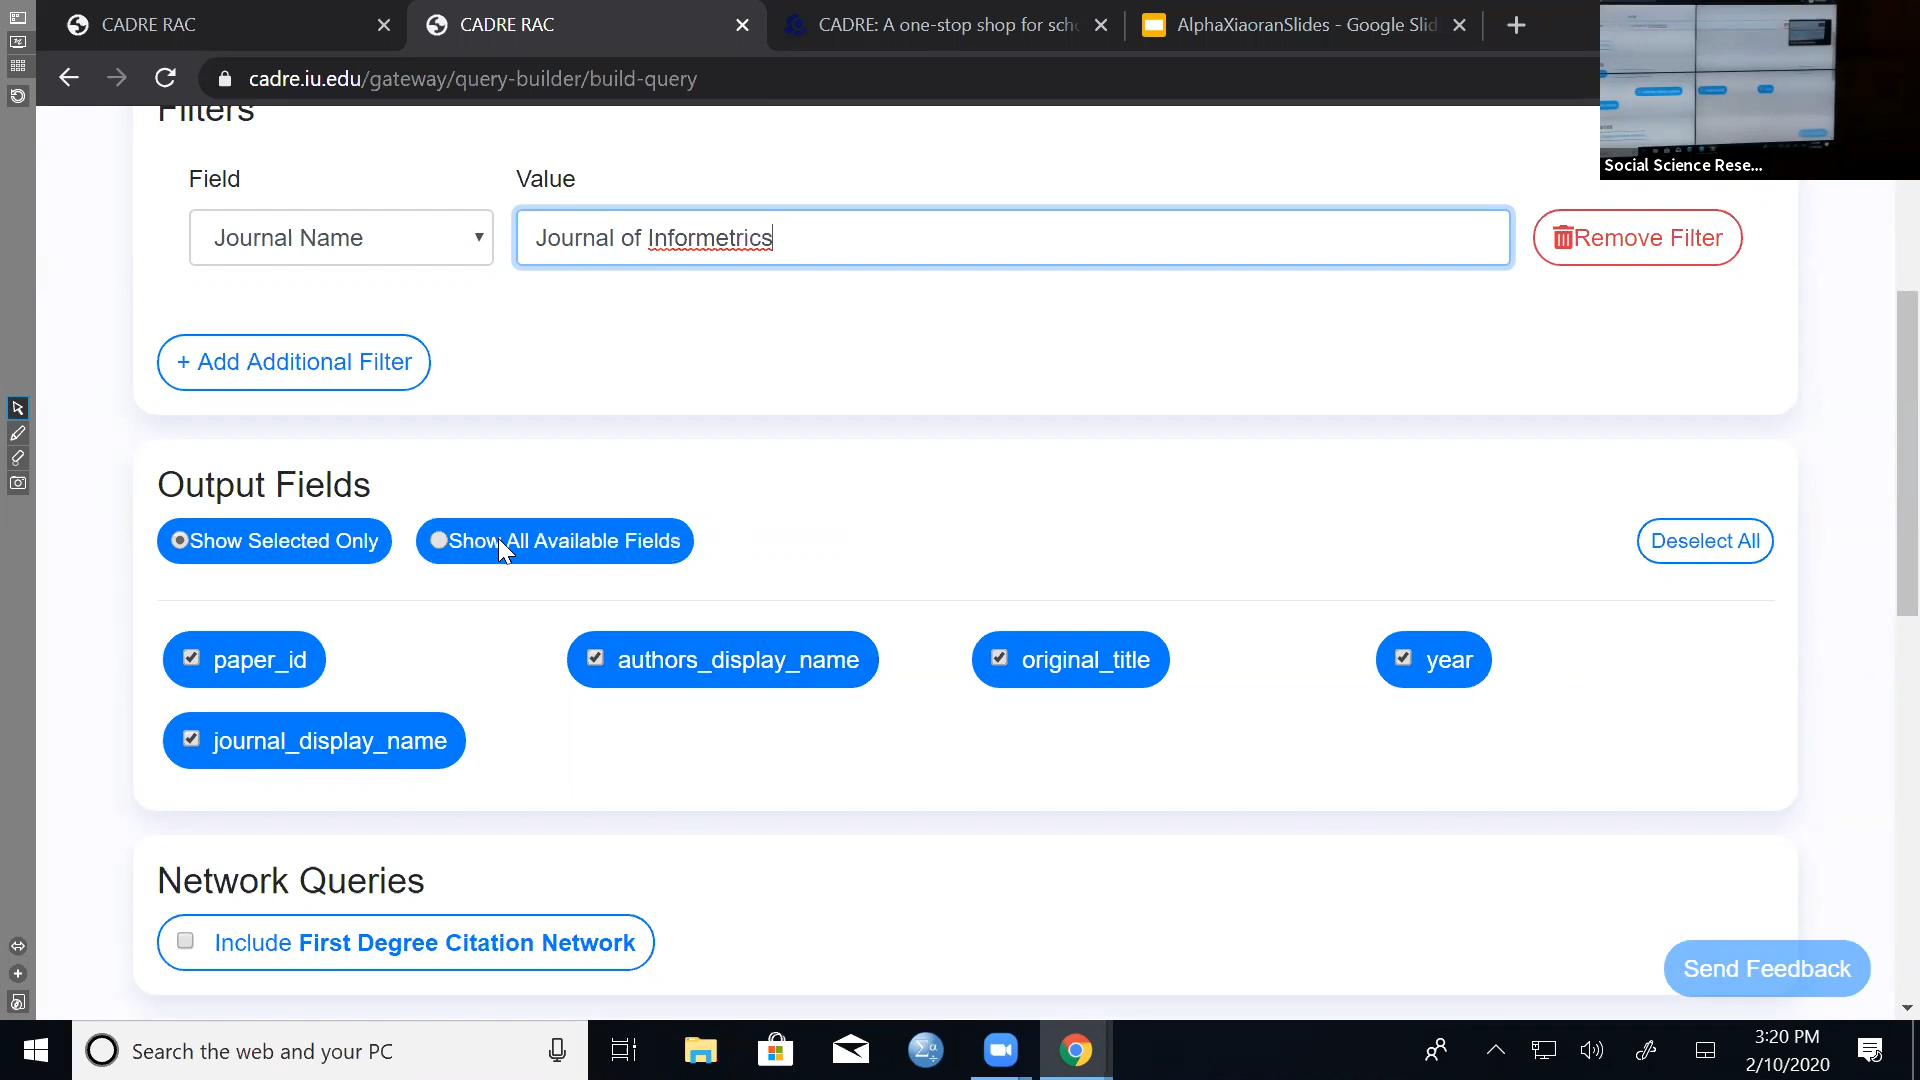 CADRE RAC
CADRE RAC
CADRE: A one-stop shop for sch
AlphaXiaoranSlides - Google Slid
cadre.iu.edu/gateway/query-builder/build-query
Social Science Rese...
Filters
Field
Value
Journal Name
Journal of Informetrics
Remove Filter
+ Add Additional Filter
Output Fields
Show Selected Only
Show All Available Fields
Deselect All
paper_id
authors_display_name
original_title
year
journal_display_name
Network Queries
Include First Degree Citation Network
Send Feedback
Search the web and your PC
3:20 PM
2/10/2020